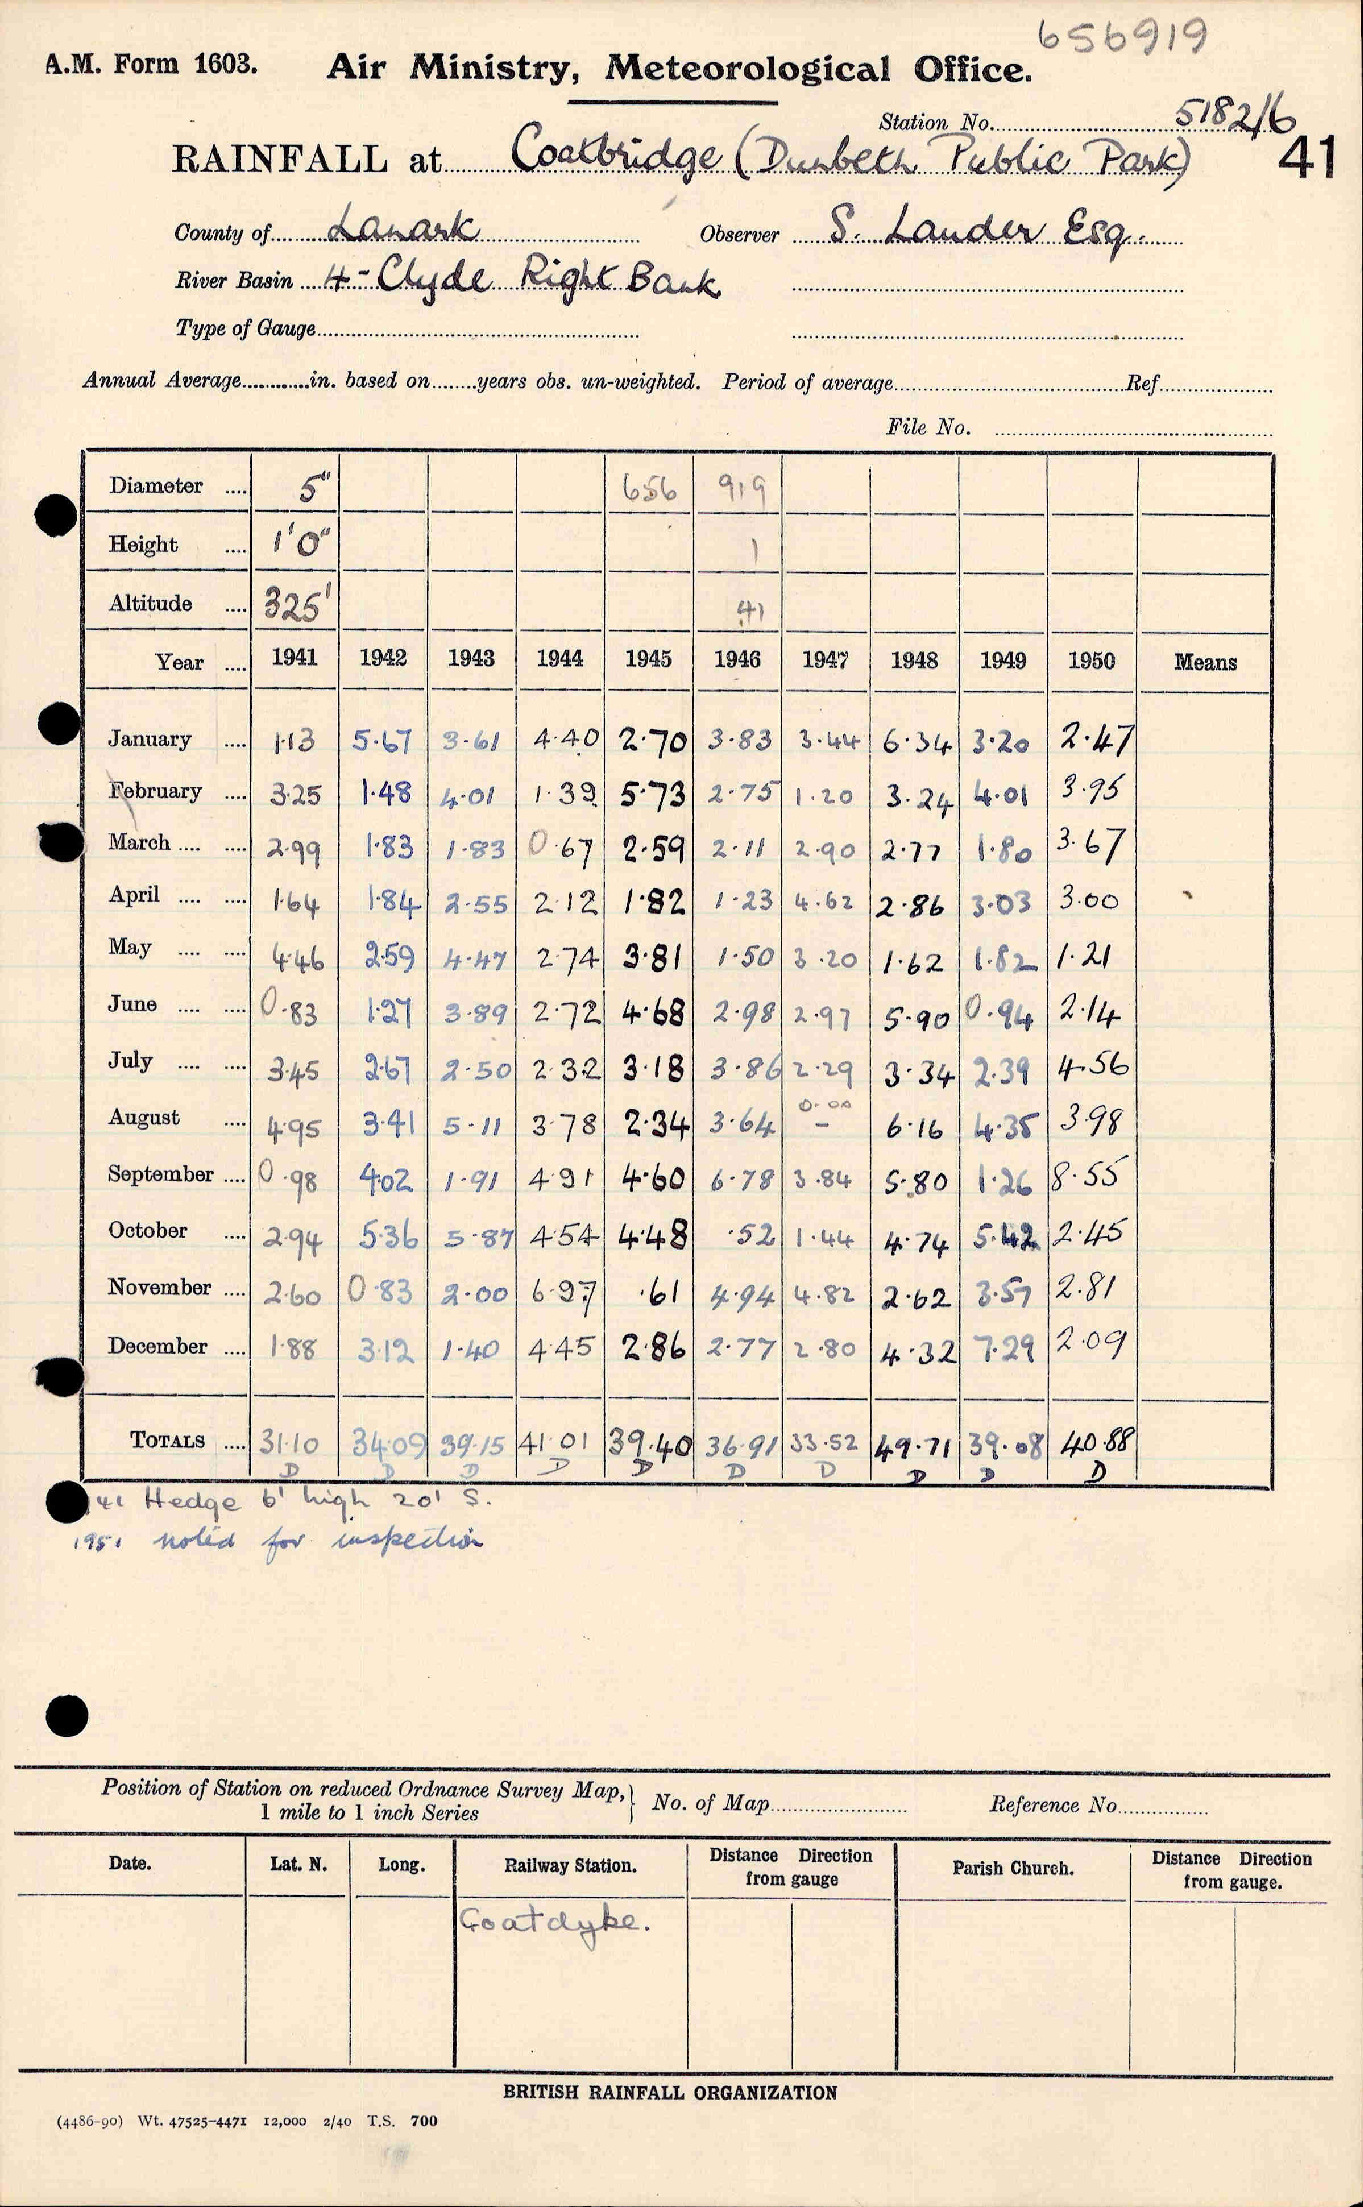 656919
A.M. Form 1603. Air Ministry, Meteorological Office.
Station No. 5182/6
RAINFALL at Coatbridge (Dunbeth Public Park) 41
County of Lanark Observer S. Lauder Esq.
River Basin 4-Clyde Right Bank
Type of Gauge
Annual Average in. based on years obs. un-weighted. Period of average Ref
File No.
Diameter .... 5" 656 919
Height .... 1'0" 1
Altitude .... 325' 41
Year .... 1941 1942 1943 1944 1945 1946 1947 1948 1949 1950 Means
January .... 1.13 5.67 3.61 4.40 2.70 3.83 3.44 6.34 3.20 2.47
February .... 3.25 1.48 4.01 1.39 5.73 2.75 1.20 3.24 4.01 3.95
March .... .... 2.99 1.83 1.83 0.67 2.59 2.11 2.90 2.77 1.80 3.67
April .... .... 1.64 1.84 2.55 2.12 1.82 1.23 4.62 2.86 3.03 3.00
May .... .... 4.46 2.59 4.47 2.74 3.81 1.50 3.20 1.62 1.82 1.21
June .... .... 0.83 1.27 3.89 2.72 4.68 2.98 2.97 5.90 0.94 2.14
July .... .... 3.45 2.67 2.50 2.32 3.18 3.86 2.29 3.34 2.39 4.56
0.00
August .... 4.95 3.41 5.11 3.78 2.34 3.64 - 6.16 4.35 3.98
September .... 0.98 4.02 1.91 4.91 4.60 6.78 3.84 5.80 1.26 8.55
October .... 2.94 5.36 5.87 4.54 4.48 .52 1.44 4.74 5.42 2.45
November .... 2.60 0.83 2.00 6.97 .61 4.94 4.82 2.62 3.57 2.81
December .... 1.88 3.12 1.40 4.45 2.86 2.77 2.80 4.32 7.29 2.09
TOTALS .... 31.10 34.09 39.15 41.01 39.40 36.91 33.52 49.71 39.08 40.88
D D D D D D D D D D
41 Hedge 6' high 20' S.
1951 noted for inspection
Position of Station on reduced Ordnance Survey Map, } No. of Map Reference No.
1 mile to 1 inch Series
Date. Lat. N. Long. Railway Station. Distance Direction from gauge Parish Church. Distance Direction from gauge.
Coatdyke.
BRITISH RAINFALL ORGANIZATION
(4486-90) Wt. 47525-4471 12,000 2/40 T.S. 700